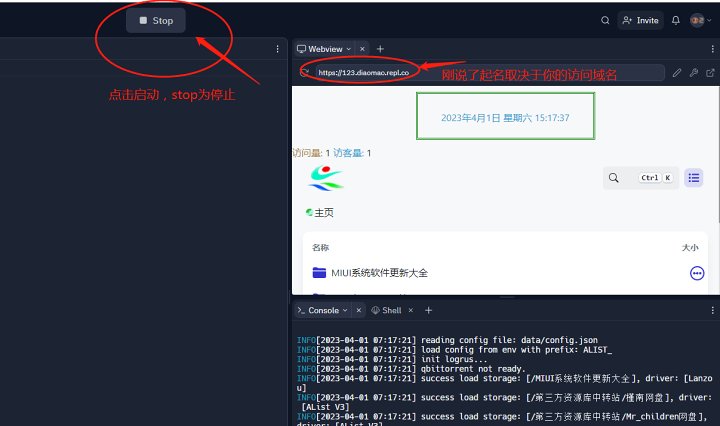 Stop
Invite
点击启动，stop为停止
Webview
https://123.diaomao.repl.co
刚说了起名取决于你的访问域名
2023年4月1日 星期六 15:17:37
访问量: 1 访客量: 1
Ctrl K
主页
名称 大小
MIUI系统软件更新大全
Console Shell
INFO[2023-04-01 07:17:21] reading config file: data/config.json
INFO[2023-04-01 07:17:21] load config from env with prefix: ALIST_
INFO[2023-04-01 07:17:21] init logrus...
INFO[2023-04-01 07:17:21] qbittorrent not ready.
INFO[2023-04-01 07:17:21] success load storage: [/MIUI系统软件更新大全], driver: [Lanzo
u]
INFO[2023-04-01 07:17:21] success load storage: [/第三方资源库中转站/槿南网盘], driver:
[AList V3]
INFO[2023-04-01 07:17:21] success load storage: [/第三方资源库中转站/Mr_children网盘],
driver: [AList V3]